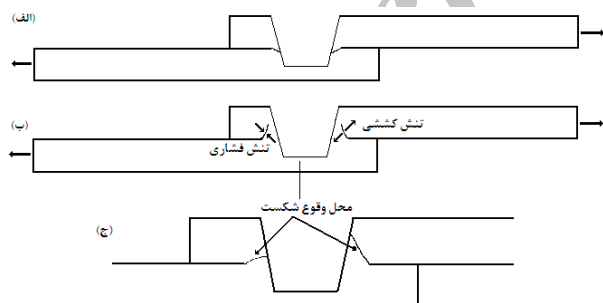 (الف)
(ب)
تنش کششی
تنش فشاری
محل وقوع شکست
(ج)